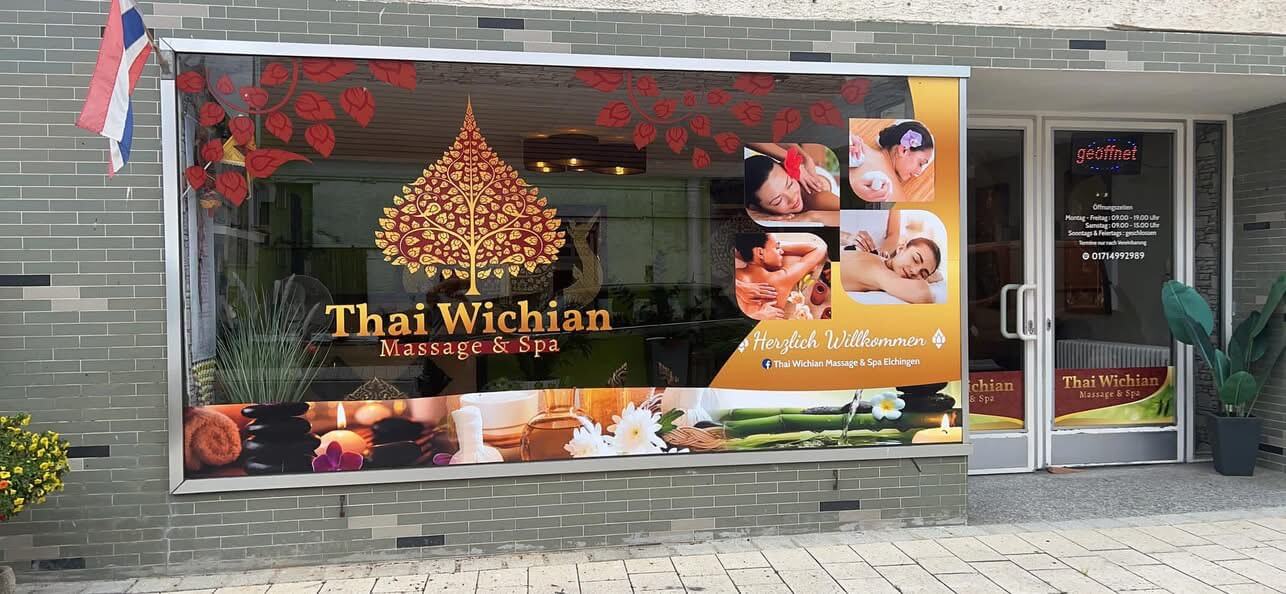 Thai Wichian
Massage & Spa
Herzlich Willkommen
Thai Wichian Massage & Spa Elchingen
geöffnet
Öffnungszeiten
Montag - Freitag : 09.00 - 19.00 Uhr
Samstag : 09.00 - 15.00 Uhr
Sonntags & Feiertags : geschlossen
Termine nur nach Vereinbarung
01714992989
ichian
& Spa
Thai Wichian
Massage & Spa